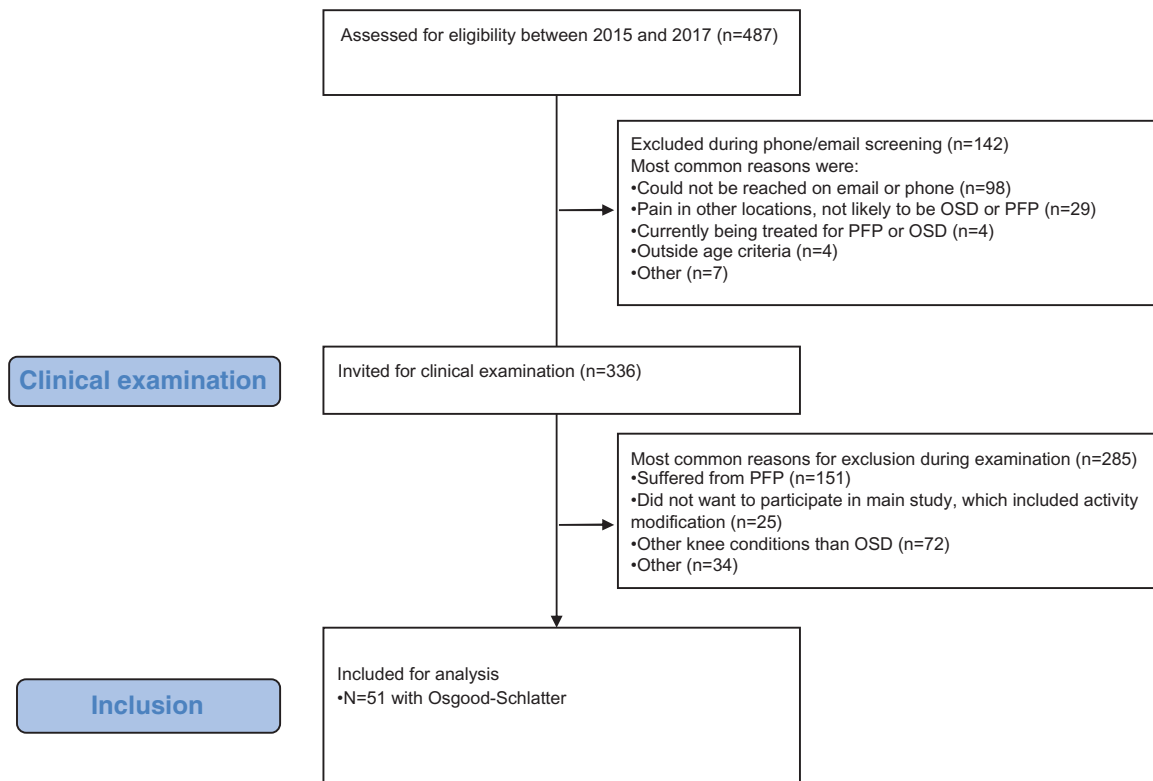 Assessed for eligibility between 2015 and 2017 (n=487)
Excluded during phone/email screening (n=142)
Most common reasons were:
•Could not be reached on email or phone (n=98)
•Pain in other locations, not likely to be OSD or PFP (n=29)
•Currently being treated for PFP or OSD (n=4)
•Outside age criteria (n=4)
•Other (n=7)
Clinical examination
Invited for clinical examination (n=336)
Most common reasons for exclusion during examination (n=285)
•Suffered from PFP (n=151)
•Did not want to participate in main study, which included activity
modification (n=25)
•Other knee conditions than OSD (n=72)
•Other (n=34)
Inclusion
Included for analysis
•N=51 with Osgood-Schlatter